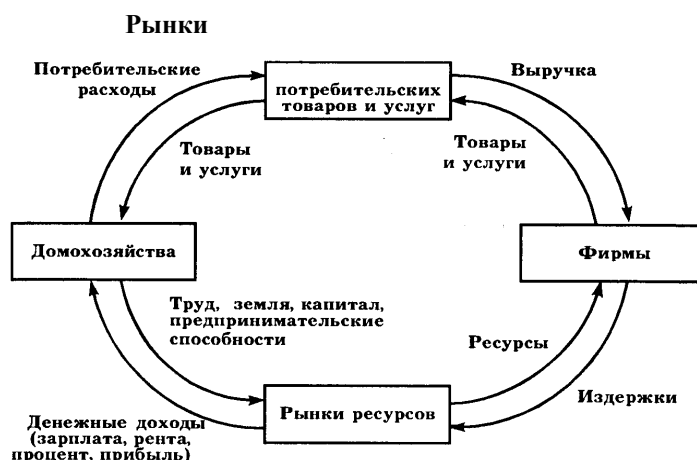 Рынки
Потребительские
расходы
потребительских
товаров и услуг
Выручка
Товары
и услуги
Товары
и услуги
Домохозяйства
Фирмы
Труд, земля, капитал,
предпринимательские
способности
Ресурсы
Издержки
Рынки ресурсов
Денежные доходы
(зарплата, рента,
процент, прибыль)